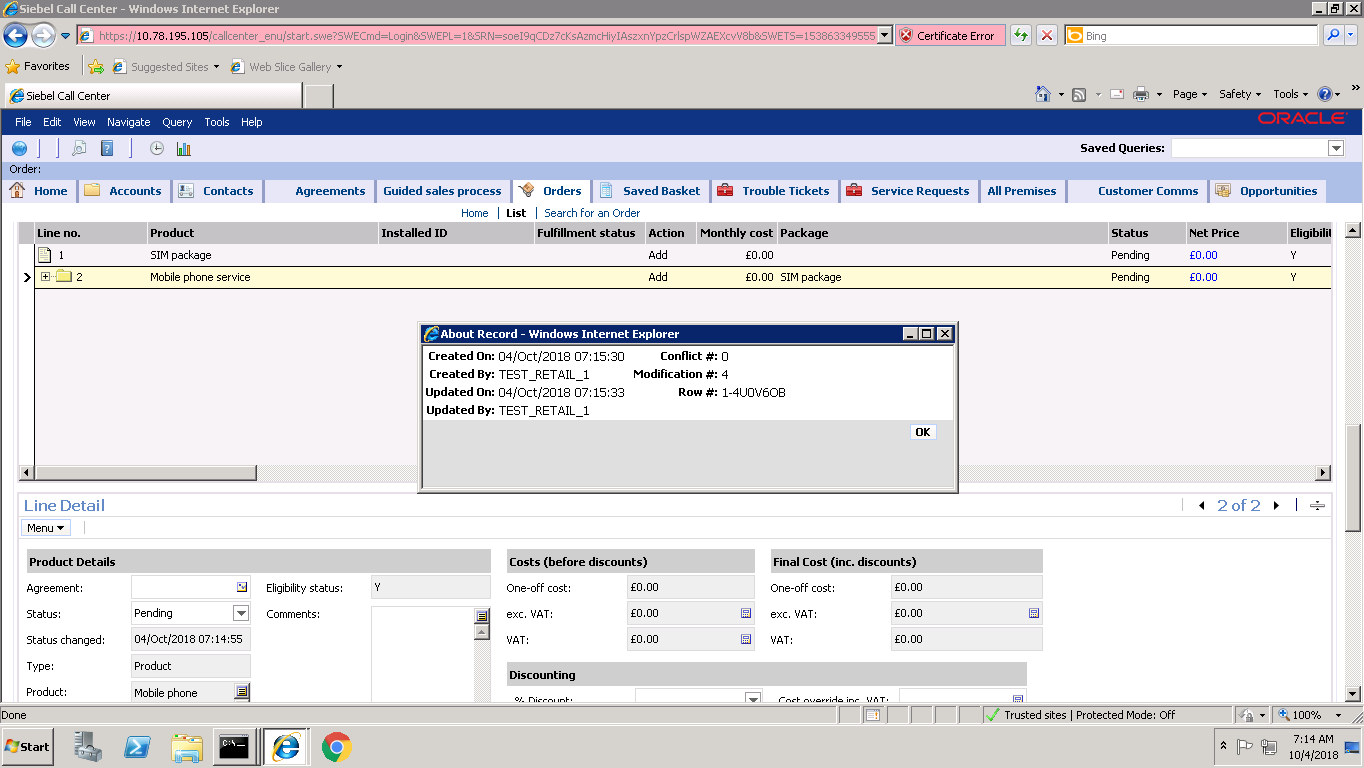 Siebel Call Center - Windows Internet Explorer
https://10.78.195.105/callcenter_enu/start.swe?SWECmd=Login&SWEPL=1&SRN=soeI9qCDz7cKsAzmcHiyIAszxnYpzCrlspWZAEXcvV8b&SWETS=153863349555
Certificate Error
Bing
Favorites
Suggested Sites
Web Slice Gallery
Siebel Call Center
Page
Safety
Tools
File Edit View Navigate Query Tools Help
ORACLE
Saved Queries:
Order:
Home Accounts Contacts Agreements Guided sales process Orders Saved Basket Trouble Tickets Service Requests All Premises Customer Comms Opportunities
Home | List | Search for an Order
Line no. Product Installed ID Fulfillment status Action Monthly cost Package Status Net Price Eligibilit
1 SIM package Add £0.00 Pending £0.00 Y
2 Mobile phone service Add £0.00 SIM package Pending £0.00 Y
About Record - Windows Internet Explorer
Created On: 04/Oct/2018 07:15:30 Conflict #: 0
Created By: TEST_RETAIL_1 Modification #: 4
Updated On: 04/Oct/2018 07:15:33 Row #: 1-4U0V6OB
Updated By: TEST_RETAIL_1
OK
Line Detail
2 of 2
Menu
Product Details
Costs (before discounts)
Final Cost (inc. discounts)
Agreement: Eligibility status: Y One-off cost: £0.00 One-off cost: £0.00
Status: Pending Comments: exc. VAT: £0.00 exc. VAT: £0.00
Status changed: 04/Oct/2018 07:14:55 VAT: £0.00 VAT: £0.00
Type: Product
Discounting
Product: Mobile phone
% Discount: Cost override inc. VAT:
Done
Trusted sites | Protected Mode: Off
100%
Start
C:\
7:14 AM
10/4/2018